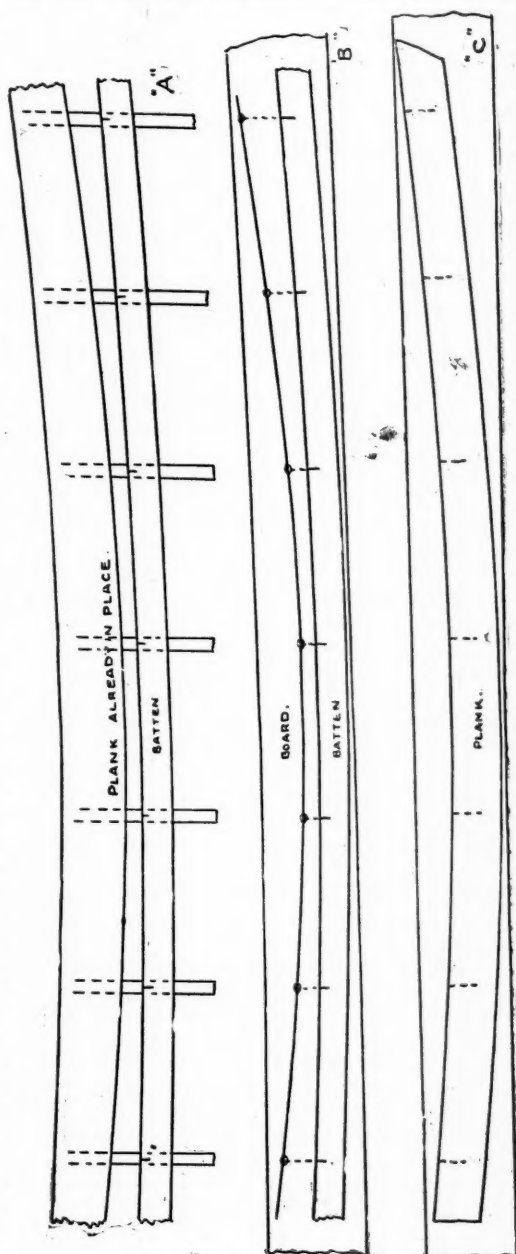 "A"
PLANK ALREADY IN PLACE.
BATTEN
"B"
BOARD.
BATTEN
"C"
PLANK.